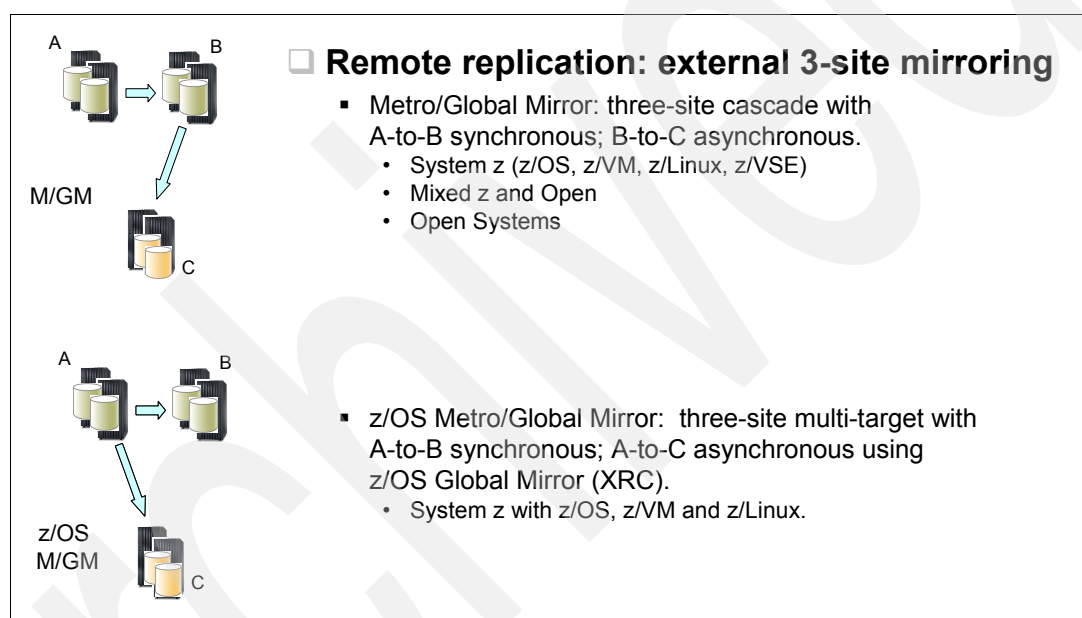 A
B
M/GM
C
❑ Remote replication: external 3-site mirroring
▪ Metro/Global Mirror: three-site cascade with
A-to-B synchronous; B-to-C asynchronous.
• System z (z/OS, z/VM, z/Linux, z/VSE)
• Mixed z and Open
• Open Systems
A
B
z/OS
M/GM
C
▪ z/OS Metro/Global Mirror: three-site multi-target with
A-to-B synchronous; A-to-C asynchronous using
z/OS Global Mirror (XRC).
• System z with z/OS, z/VM and z/Linux.